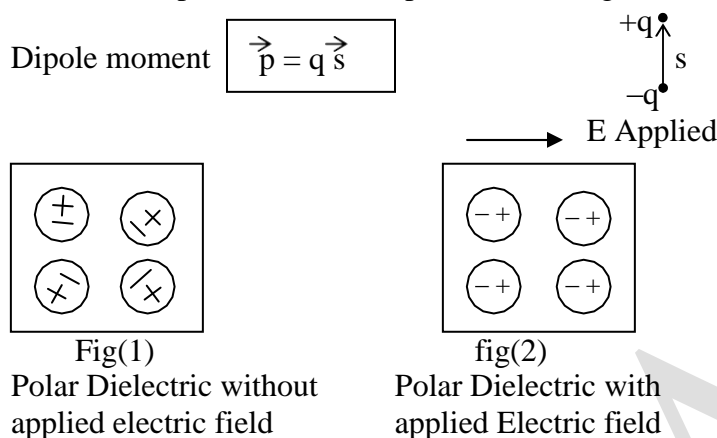 +q
Dipole moment p⃗ = q s⃗
s
−q
E Applied
+ −
− +
+ −
− +
− + − +
− + − +
Fig(1)
fig(2)
Polar Dielectric without
applied electric field
Polar Dielectric with
applied Electric field